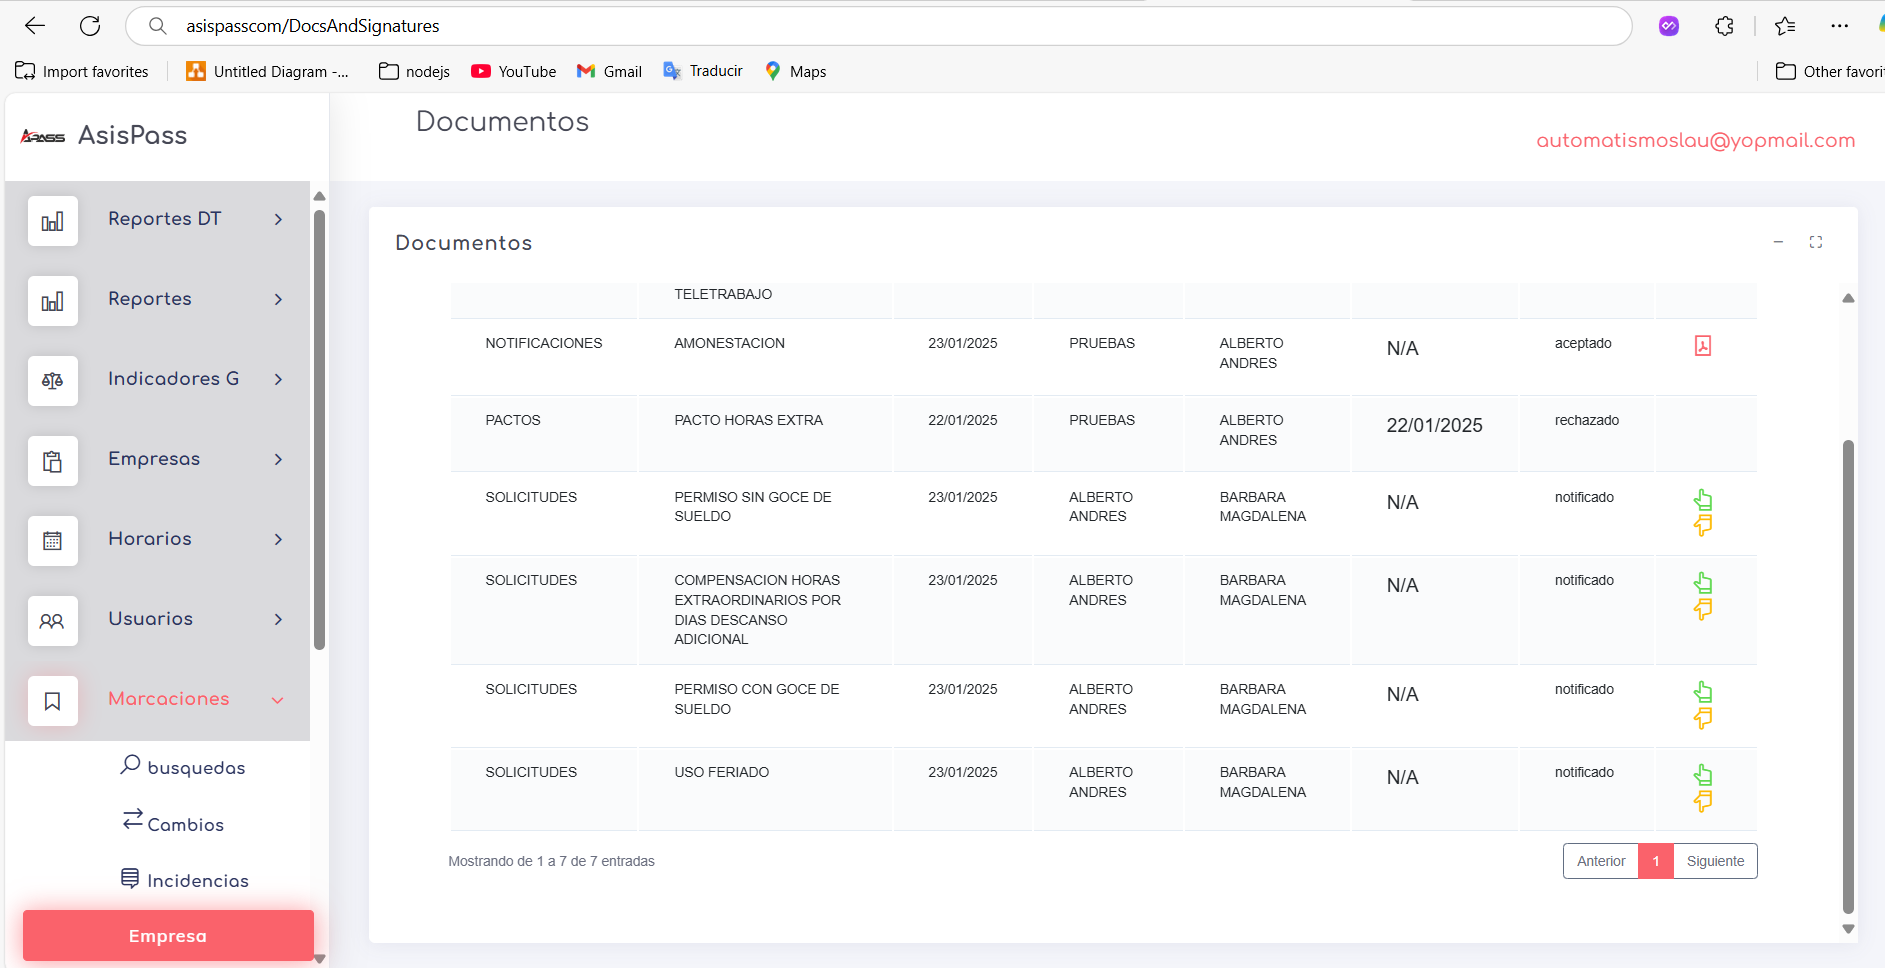 asispasscom/DocsAndSignatures
Import favorites
Untitled Diagram -...
nodejs
YouTube
Gmail
Traducir
Maps
Other favori
APASS
AsisPass
Documentos
automatismoslau@yopmail.com
Reportes DT
Reportes
Indicadores G
Empresas
Horarios
Usuarios
Marcaciones
busquedas
Cambios
Incidencias
Empresa
Documentos
TELETRABAJO
NOTIFICACIONES AMONESTACION 23/01/2025 PRUEBAS ALBERTO N/A aceptado
ANDRES
PACTOS PACTO HORAS EXTRA 22/01/2025 PRUEBAS ALBERTO 22/01/2025 rechazado
ANDRES
SOLICITUDES PERMISO SIN GOCE DE 23/01/2025 ALBERTO BARBARA N/A notificado
SUELDO ANDRES MAGDALENA
SOLICITUDES COMPENSACION HORAS 23/01/2025 ALBERTO BARBARA N/A notificado
EXTRAORDINARIOS POR ANDRES MAGDALENA
DIAS DESCANSO
ADICIONAL
SOLICITUDES PERMISO CON GOCE DE 23/01/2025 ALBERTO BARBARA N/A notificado
SUELDO ANDRES MAGDALENA
SOLICITUDES USO FERIADO 23/01/2025 ALBERTO BARBARA N/A notificado
ANDRES MAGDALENA
Mostrando de 1 a 7 de 7 entradas
Anterior 1 Siguiente